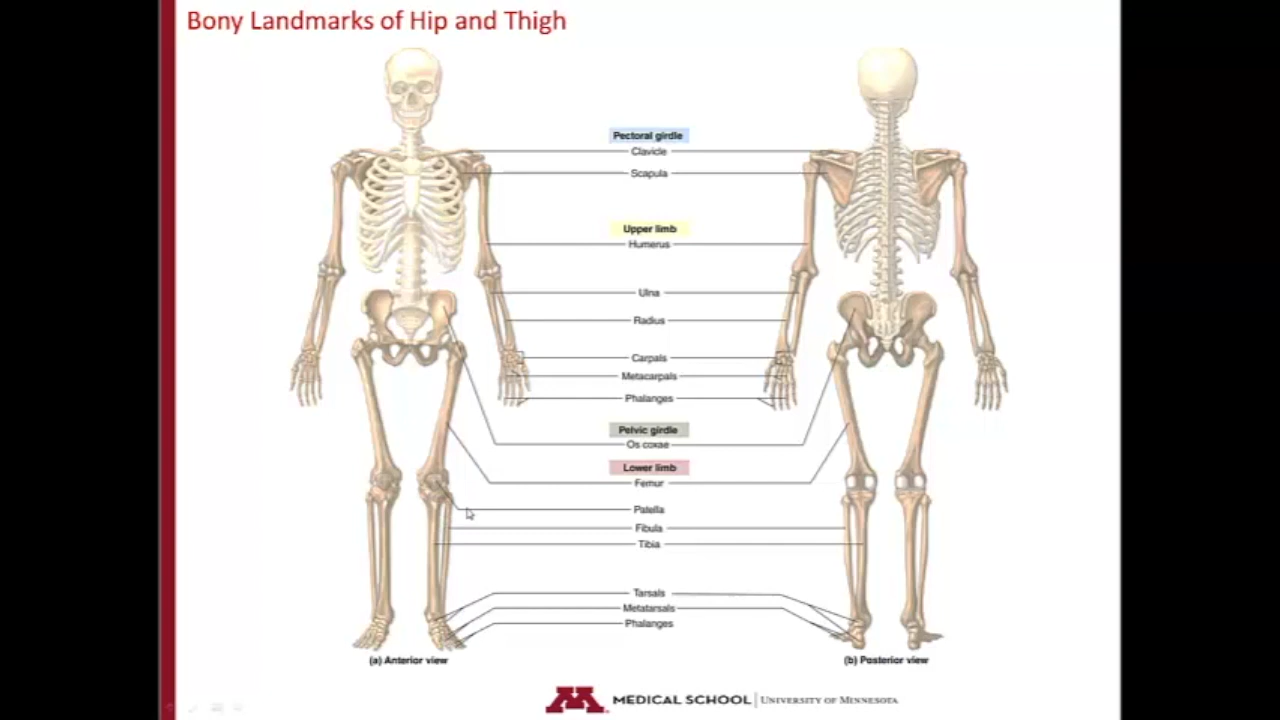 Bony Landmarks of Hip and Thigh
Pectoral girdle
Clavicle
Scapula
Upper limb
Humerus
Ulna
Radius
Carpals
Metacarpals
Phalanges
Pelvic girdle
Os coxae
Lower limb
Femur
Patella
Fibula
Tibia
Tarsals
Metatarsals
Phalanges
(a) Anterior view
(b) Posterior view
M MEDICAL SCHOOL UNIVERSITY OF MINNESOTA